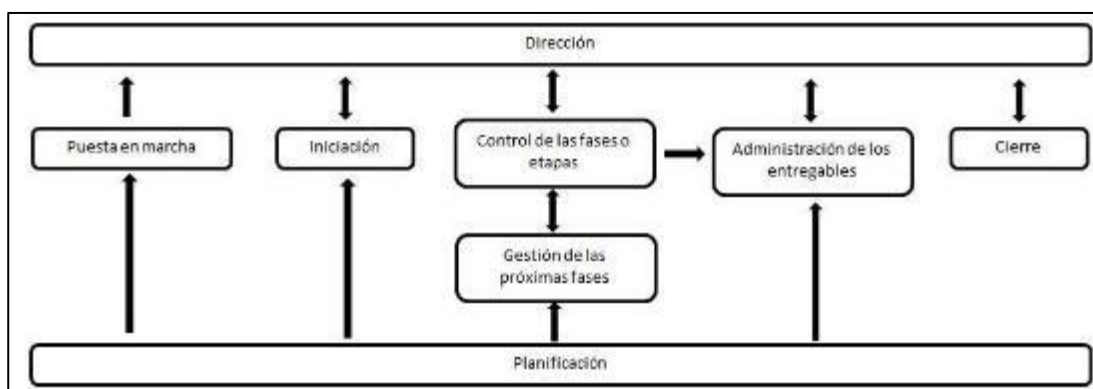 Dirección
Puesta en marcha
Iniciación
Control de las fases o
etapas
Administración de los
entregables
Cierre
Gestión de las
próximas fases
Planificación